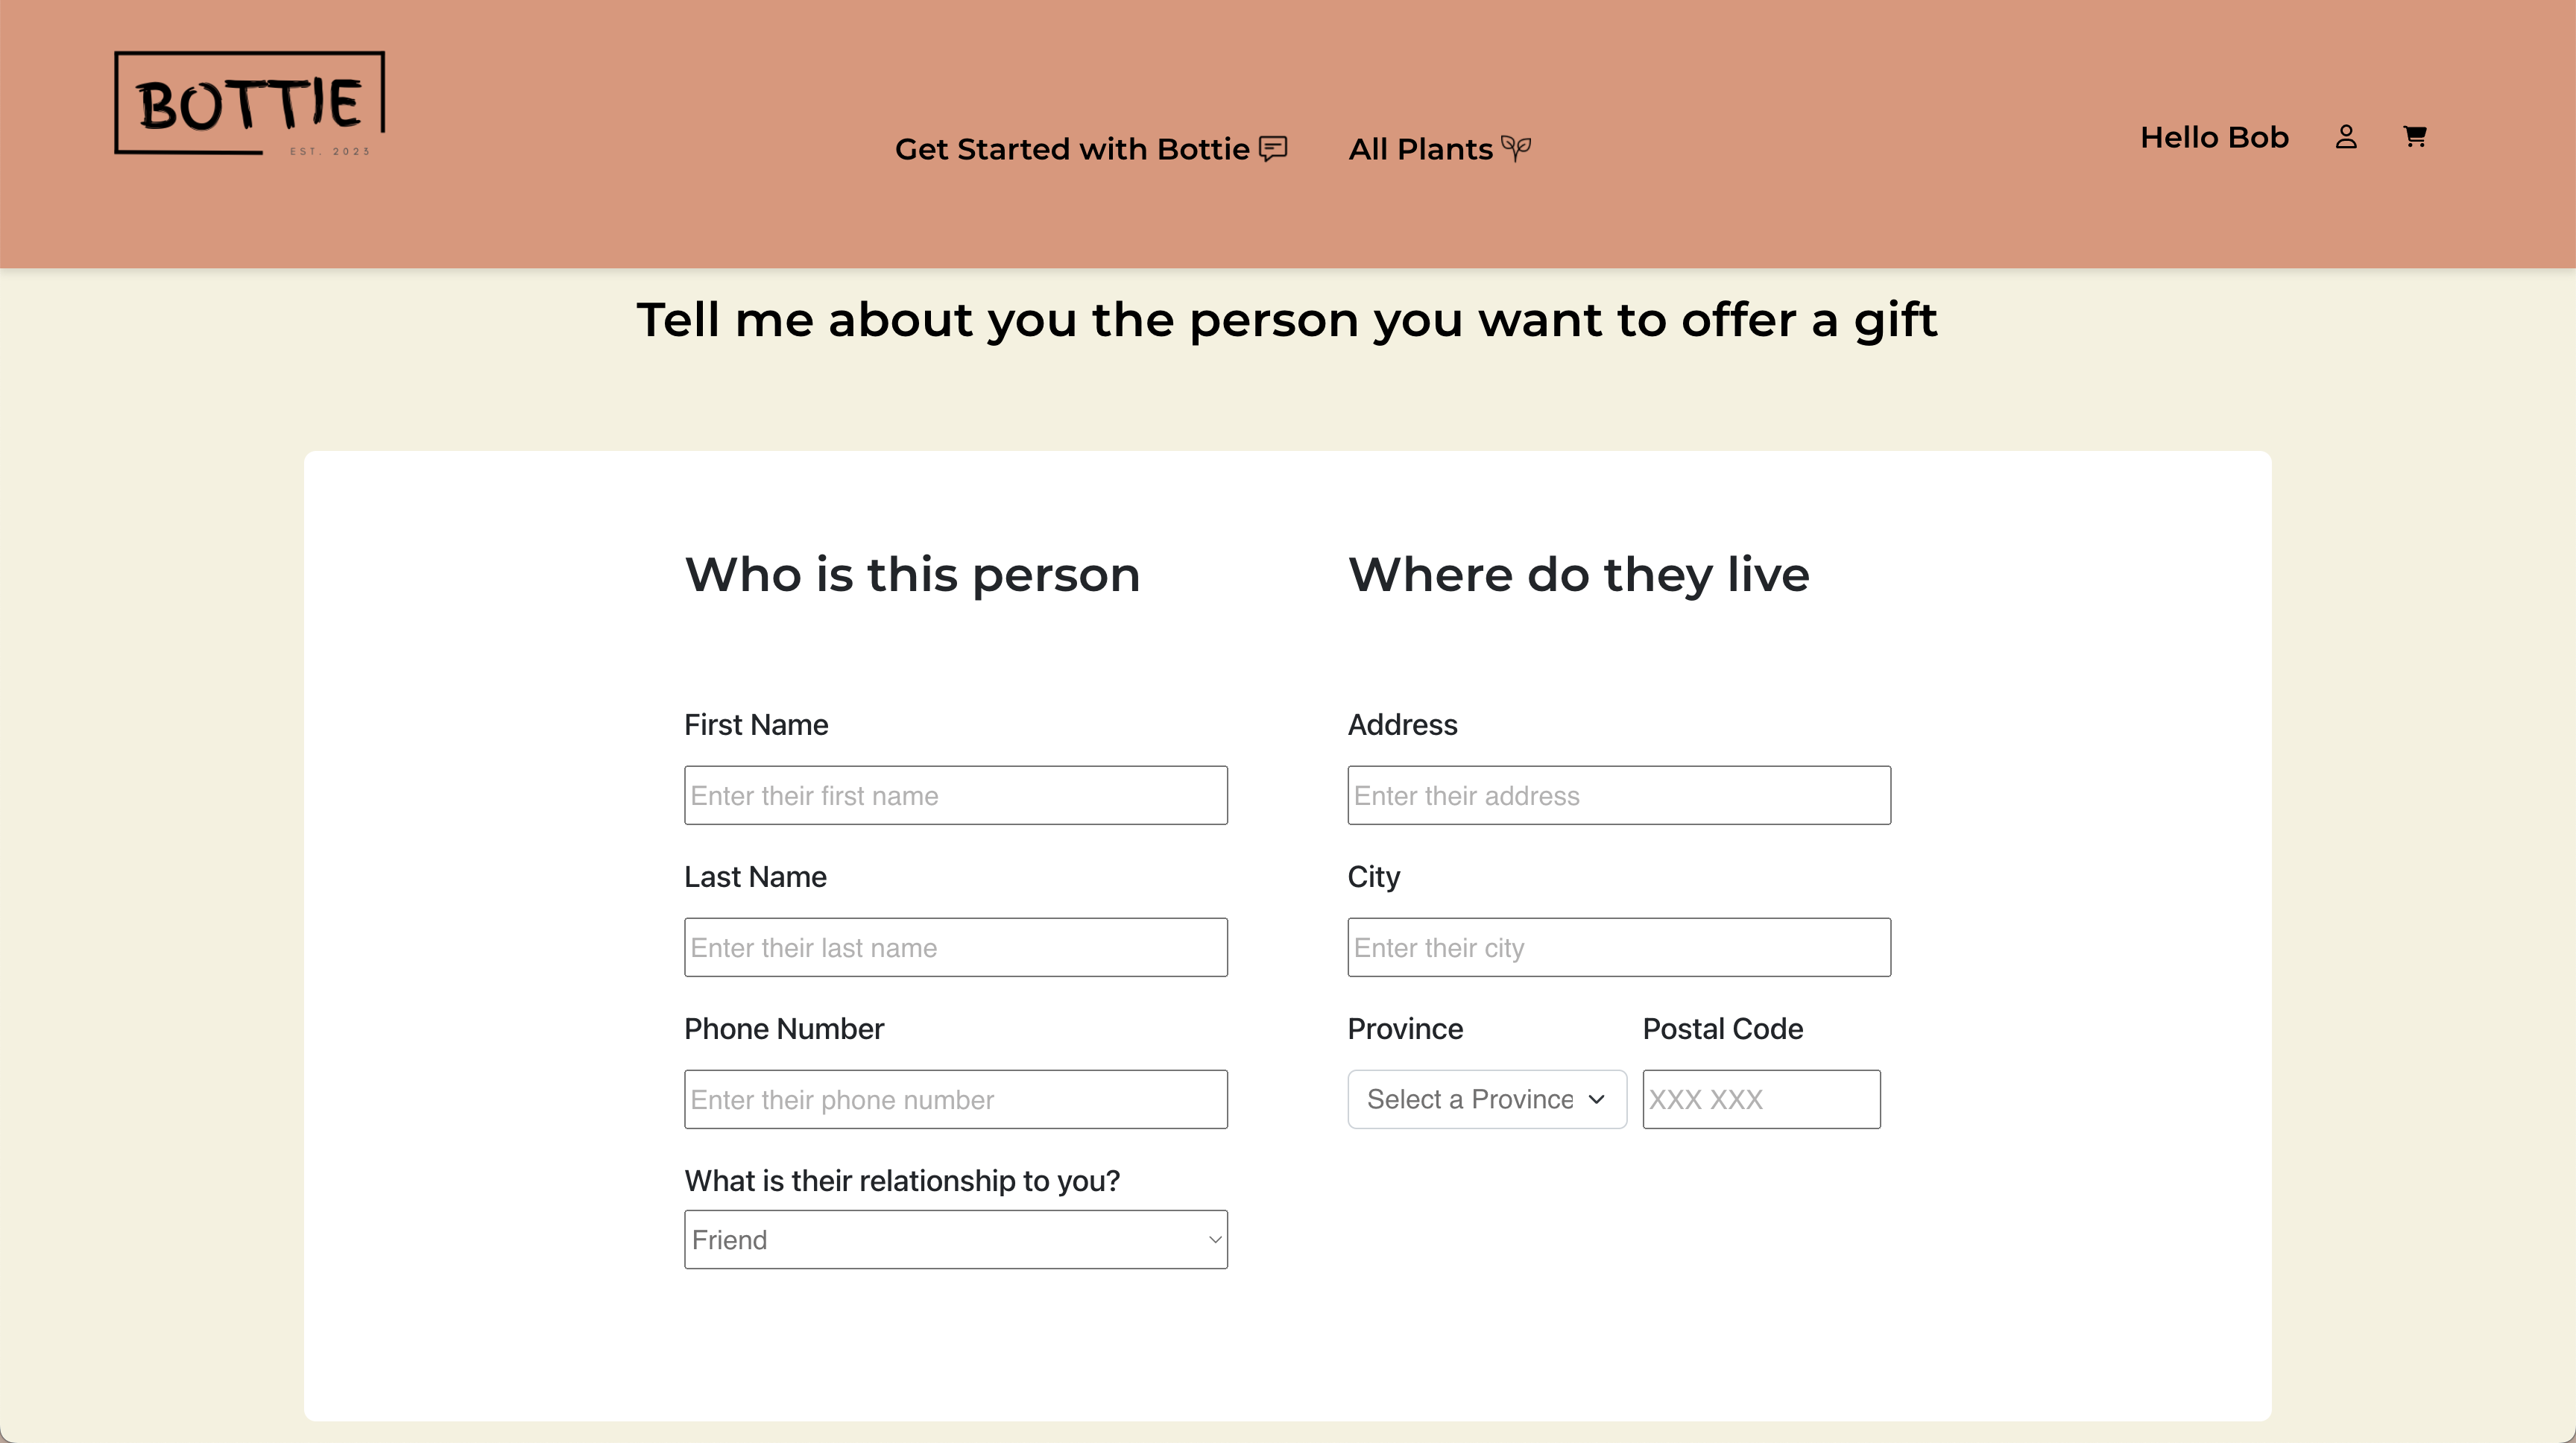 BOTTIE
EST. 2023
Get Started with Bottie
All Plants
Hello Bob
Tell me about you the person you want to offer a gift
Who is this person
First Name
Enter their first name
Last Name
Enter their last name
Phone Number
Enter their phone number
What is their relationship to you?
Friend
Where do they live
Address
Enter their address
City
Enter their city
Province
Select a Province
Postal Code
XXX XXX